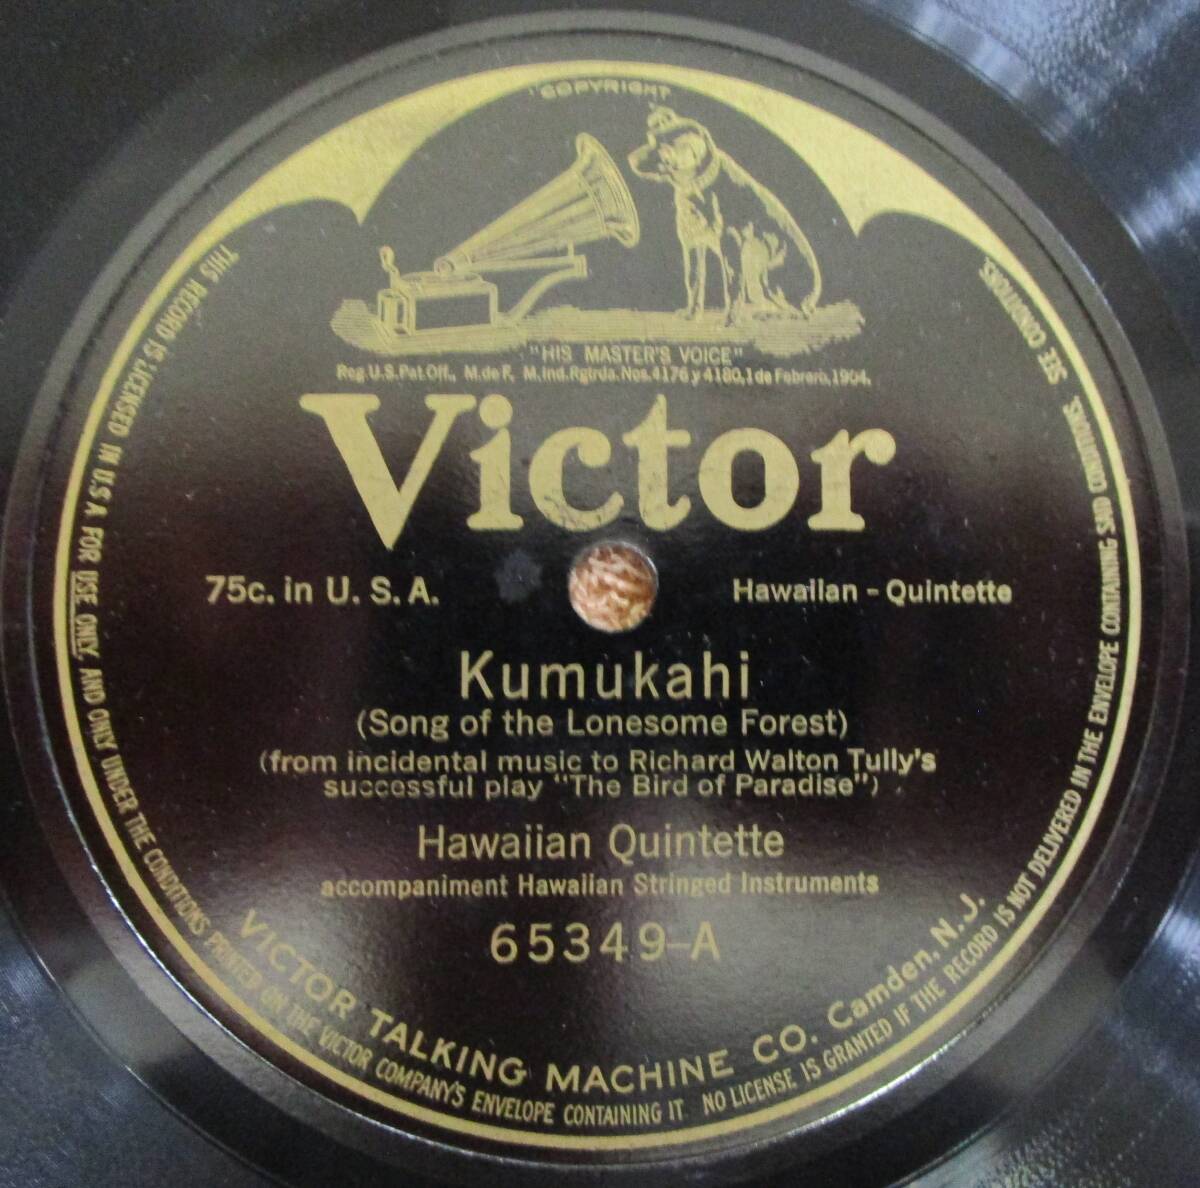 COPYRIGHT
"HIS MASTER'S VOICE"
Reg. U.S. Pat. Off., M. de F. M. Ind. Rgtrda. Nos. 4176 y 4180, 1 de Febrero, 1904.
Victor
75c. in U. S. A.
Hawaiian - Quintette
Kumukahi
(Song of the Lonesome Forest)
(from incidental music to Richard Walton Tully's
successful play "The Bird of Paradise")
Hawaiian Quintette
accompaniment Hawaiian Stringed Instruments
65349-A
VICTOR TALKING MACHINE CO. Camden, N. J.
THIS RECORD IS LICENSED IN U.S.A. FOR USE ONLY, AND ONLY UNDER THE CONDITIONS PRINTED ON THE VICTOR COMPANY'S ENVELOPE CONTAINING IT. NO LICENSE IS GRANTED IF THE RECORD IS NOT DELIVERED IN THE ENVELOPE CONTAINING SAID CONDITIONS. SEE CONDITIONS.